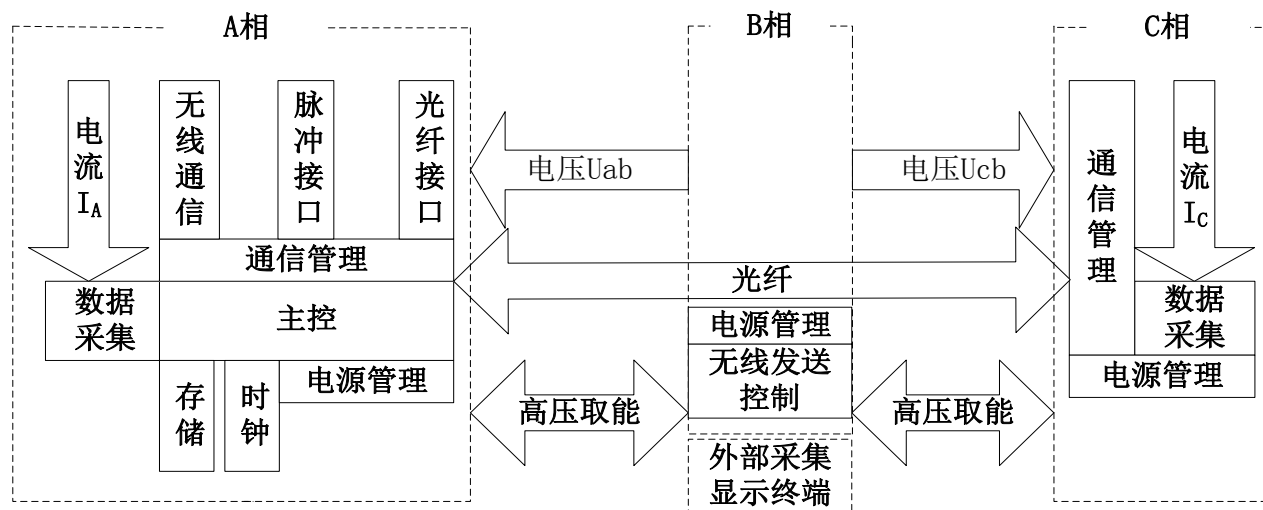 A相
B相
C相
电流IA
无线通信
脉冲接口
光纤接口
电压Uab
电压Ucb
通信管理
电流IC
通信管理
光纤
数据
采集
主控
电源管理
数据
采集
存储
时钟
电源管理
无线发送
控制
电源管理
高压取能
高压取能
外部采集
显示终端